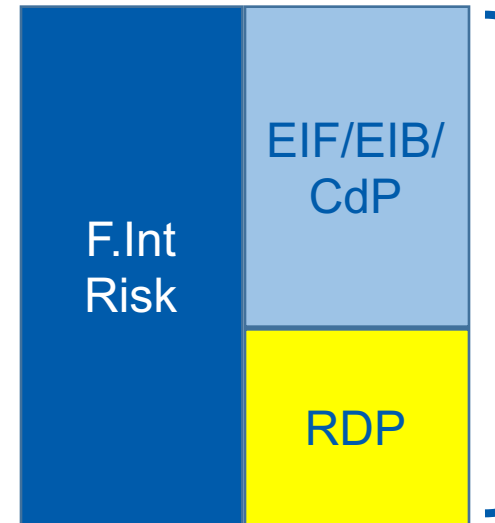 F.Int
Risk
EIF/EIB/
CdP
RDP